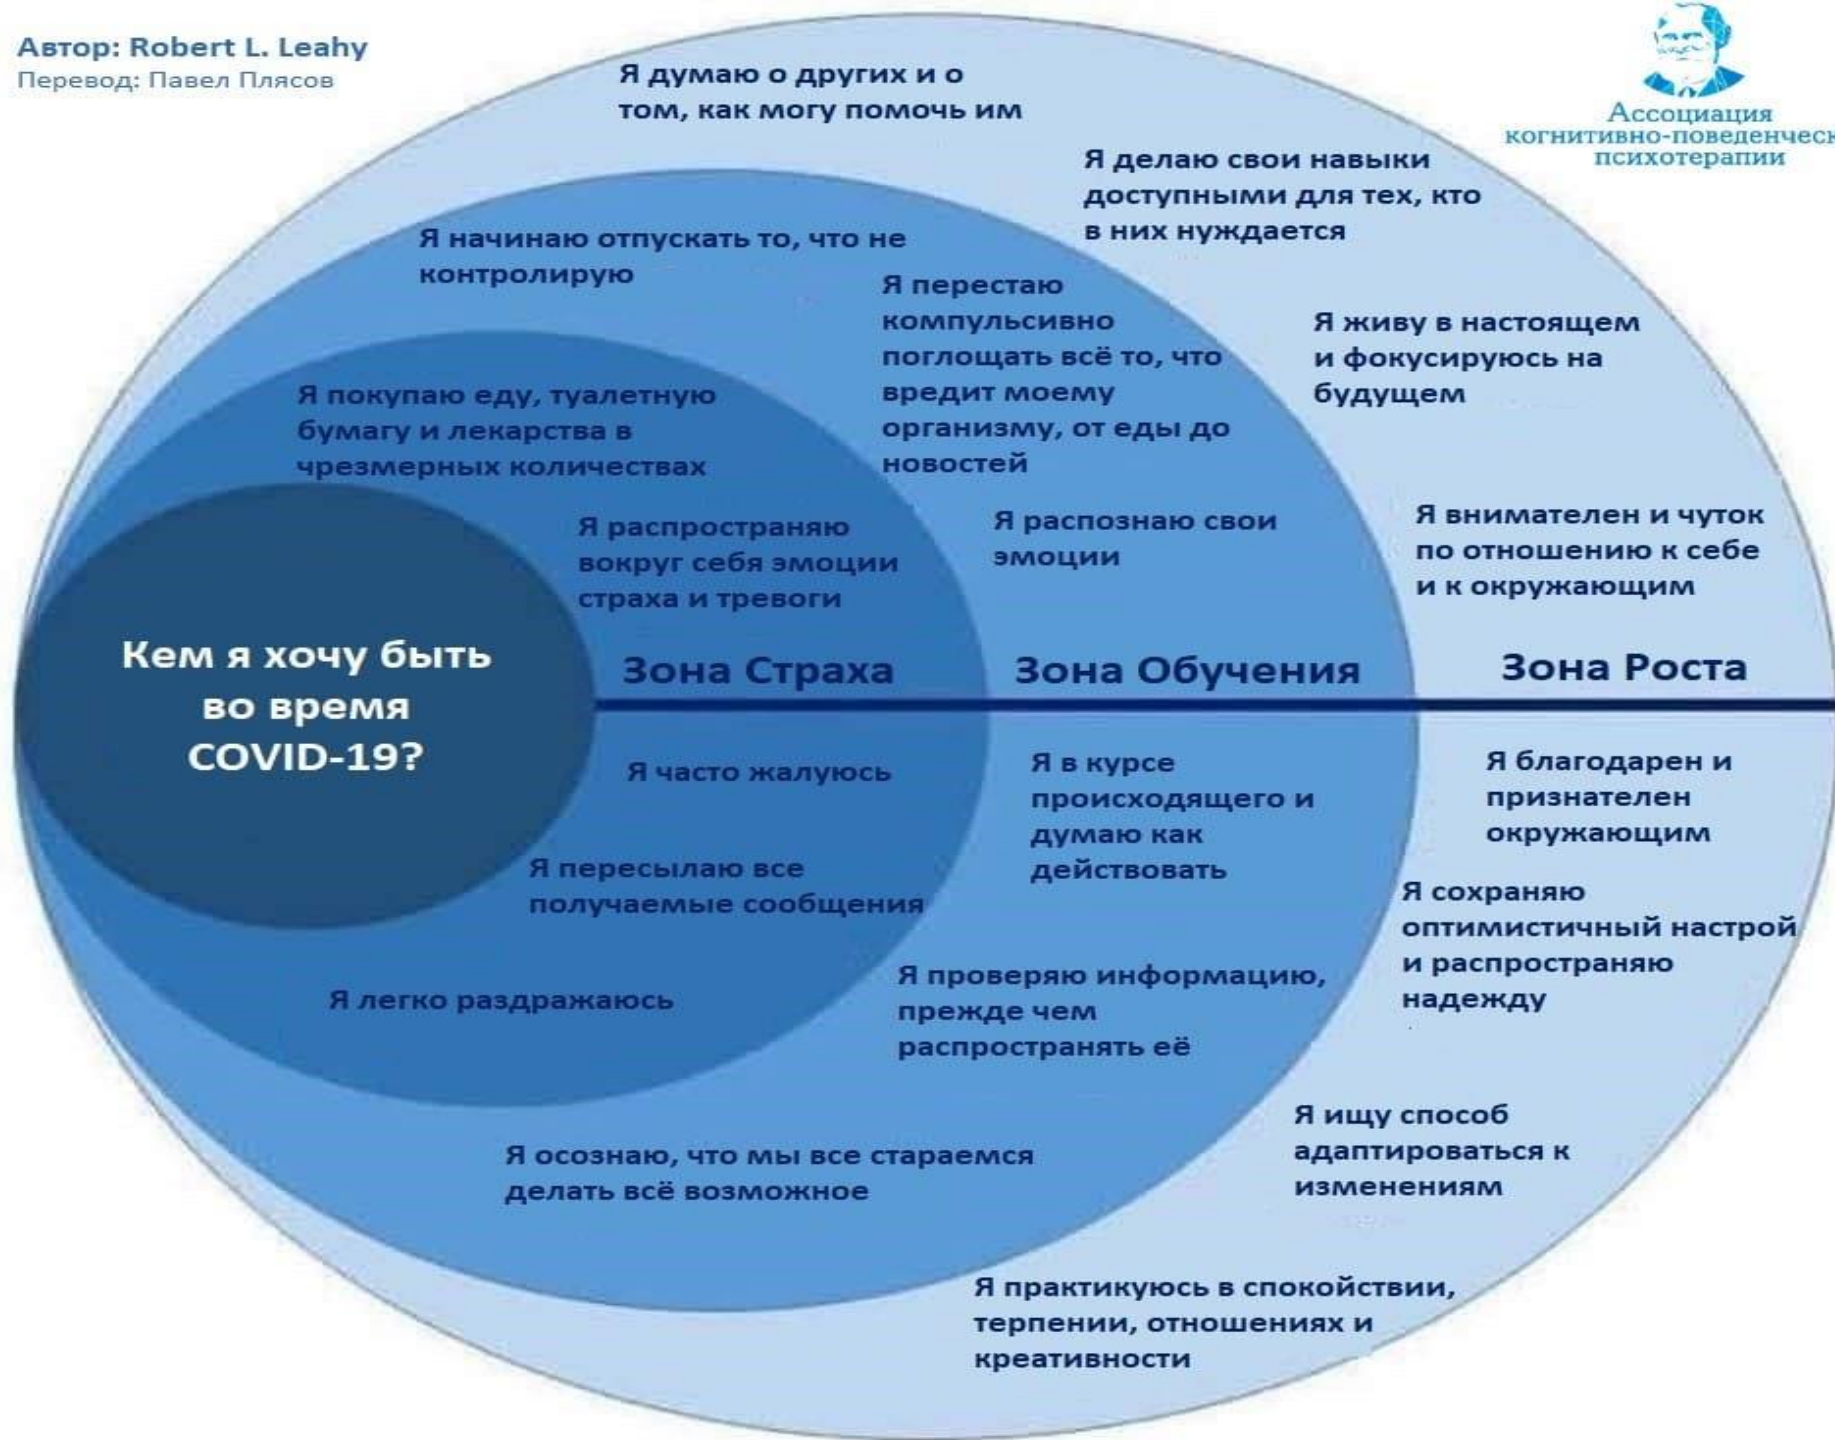 Автор: Robert L. Leahy
Перевод: Павел Плясов
Ассоциация
когнитивно-поведенческ
психотерапии
Я думаю о других и о
том, как могу помочь им
Я делаю свои навыки
доступными для тех, кто
в них нуждается
Я начинаю отпускать то, что не
контролирую
Я перестаю
компульсивно
поглощать всё то, что
вредит моему
организму, от еды до
новостей
Я живу в настоящем
и фокусируюсь на
будущем
Я покупаю еду, туалетную
бумагу и лекарства в
чрезмерных количествах
Я распространяю
вокруг себя эмоции
страха и тревоги
Я распознаю свои
эмоции
Я внимателен и чуток
по отношению к себе
и к окружающим
Кем я хочу быть
во время
COVID-19?
Зона Страха
Зона Обучения
Зона Роста
Я часто жалуюсь
Я в курсе
происходящего и
думаю как
действовать
Я благодарен и
признателен
окружающим
Я пересылаю все
получаемые сообщения
Я сохраняю
оптимистичный настрой
и распространяю
надежду
Я легко раздражаюсь
Я проверяю информацию,
прежде чем
распространять её
Я ищу способ
адаптироваться к
изменениям
Я осознаю, что мы все стараемся
делать всё возможное
Я практикуюсь в спокойствии,
терпении, отношениях и
креативности